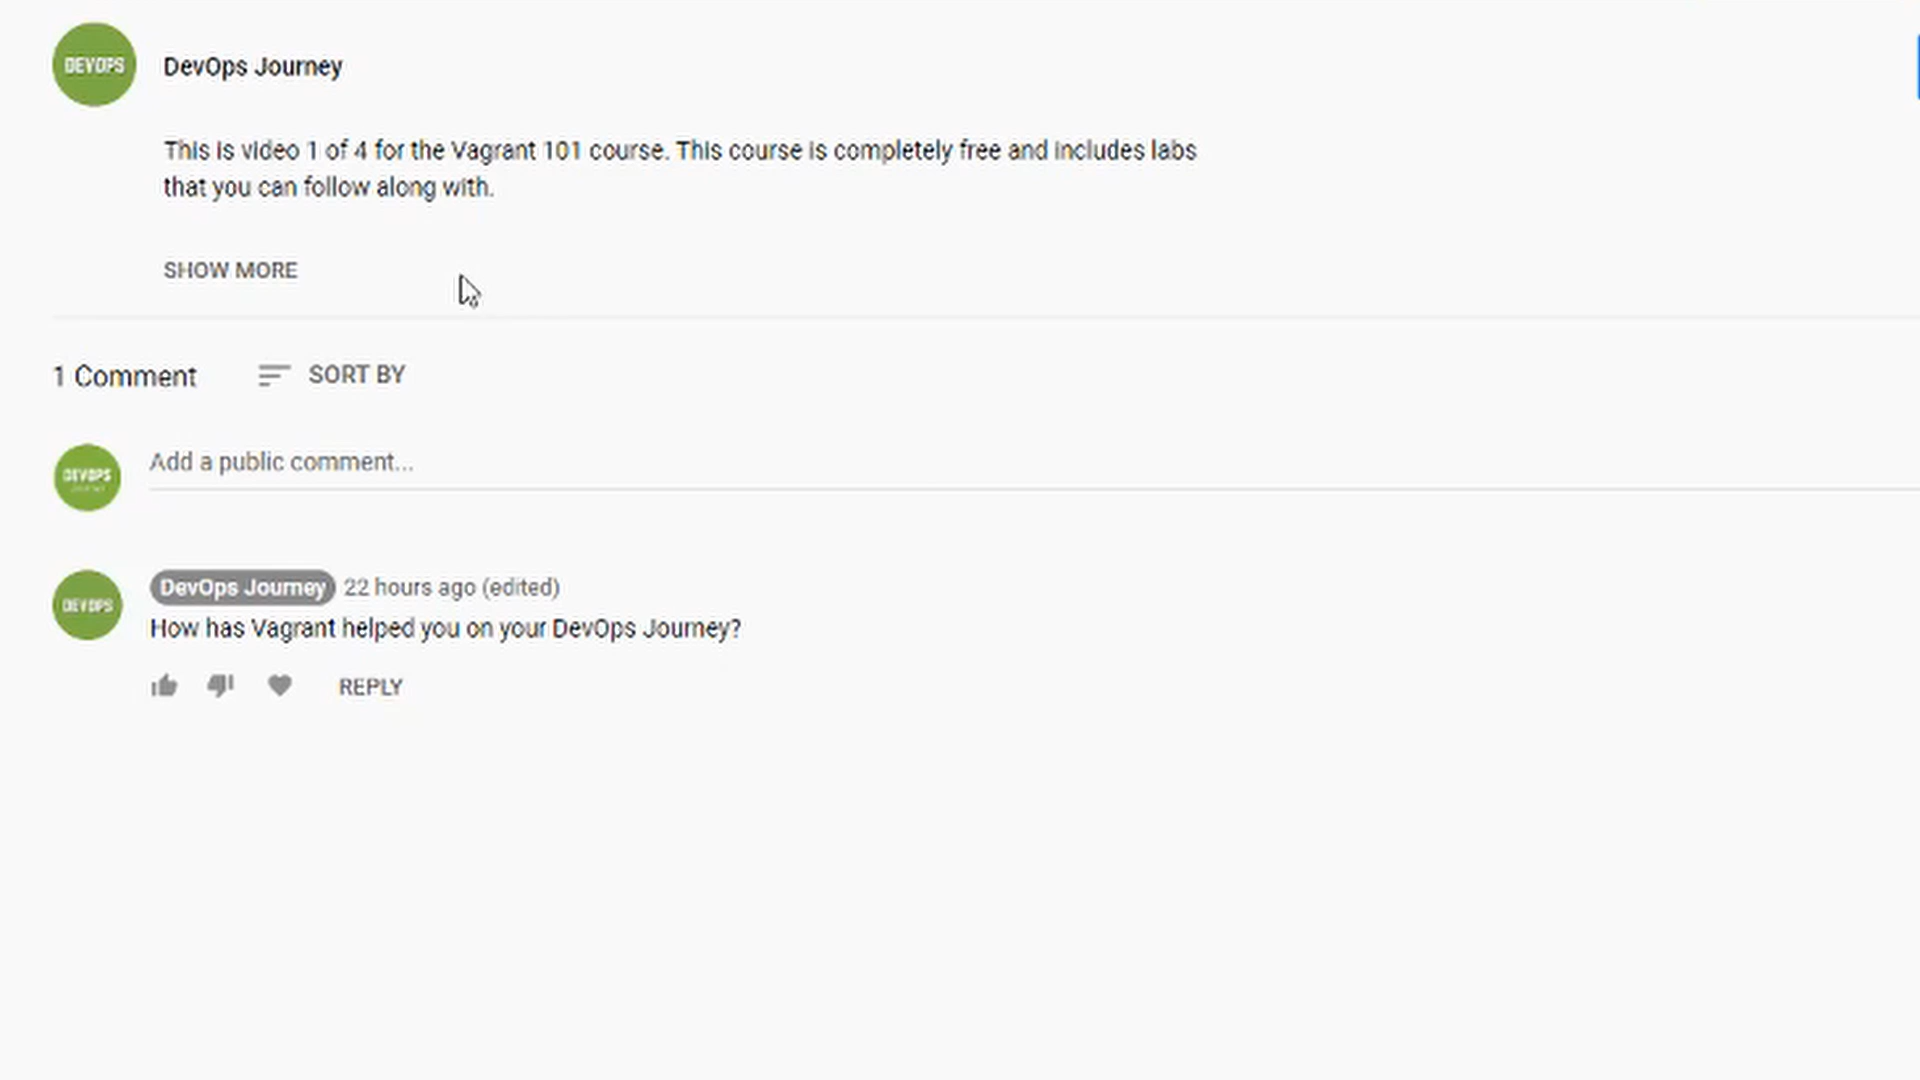 DEVOPS
DevOps Journey
This is video 1 of 4 for the Vagrant 101 course. This course is completely free and includes labs
that you can follow along with.
SHOW MORE
1 Comment
SORT BY
DEVOPS
Add a public comment...
DEVOPS
DevOps Journey 22 hours ago (edited)
How has Vagrant helped you on your DevOps Journey?
REPLY